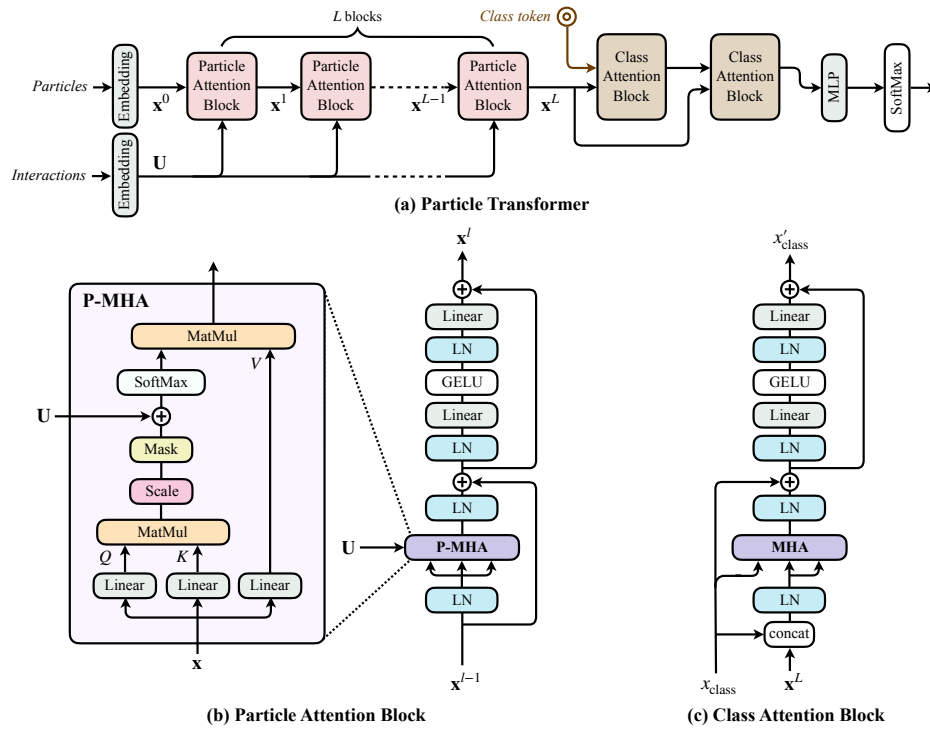 L blocks
Class token
Particles
Embedding
x⁰
Particle
Attention
Block
x¹
Particle
Attention
Block
x^{L−1}
Particle
Attention
Block
x^L
Class
Attention
Block
Class
Attention
Block
MLP
SoftMax
Interactions
Embedding
U
(a) Particle Transformer
P-MHA
MatMul
V
SoftMax
U
Mask
Scale
MatMul
Q
K
Linear
Linear
Linear
x
x^l
Linear
LN
GELU
Linear
LN
LN
U
P-MHA
LN
x^{l−1}
(b) Particle Attention Block
x′_class
Linear
LN
GELU
Linear
LN
LN
MHA
LN
concat
x_class
x^L
(c) Class Attention Block